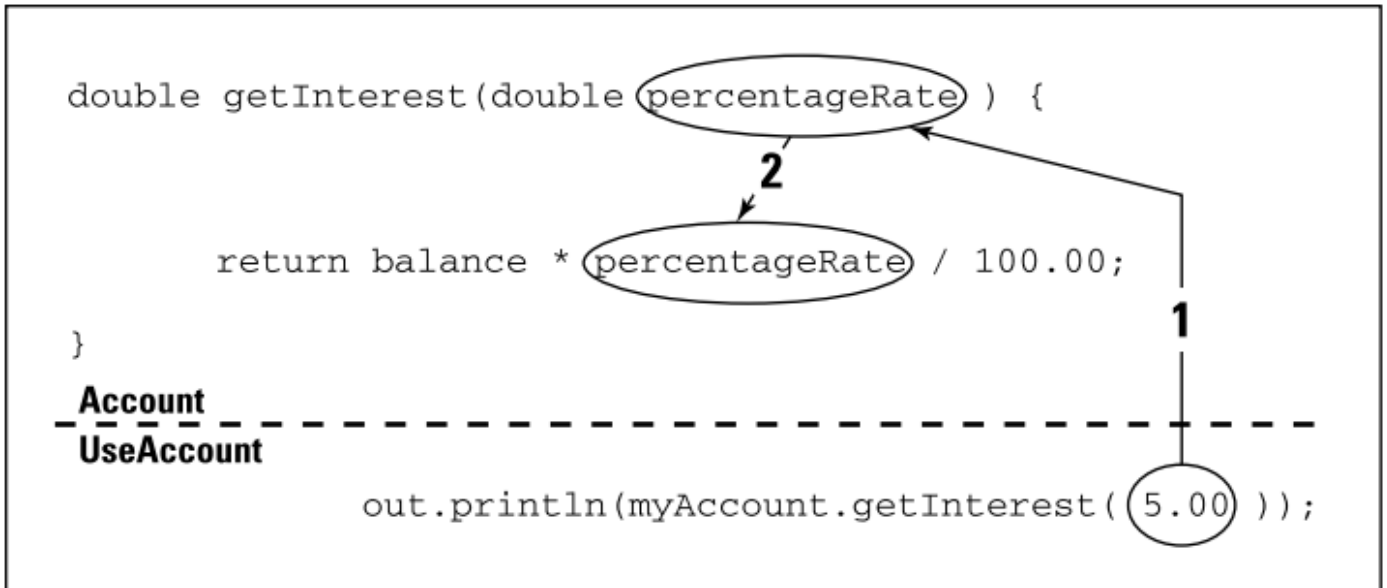 double getInterest(double percentageRate ) {
2
return balance * percentageRate / 100.00;
1
}
Account
UseAccount
out.println(myAccount.getInterest( 5.00 ));